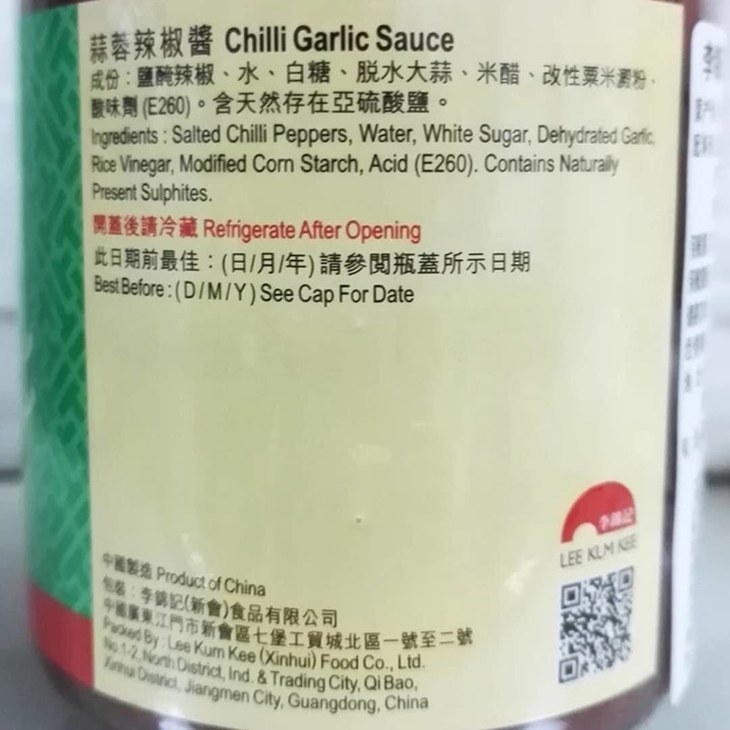 蒜蓉辣椒醬 Chilli Garlic Sauce
成份：鹽醃辣椒、水、白糖、脱水大蒜、米醋、改性粟米澱粉、
酸味劑 (E260)。含天然存在亞硫酸鹽。
Ingredients : Salted Chilli Peppers, Water, White Sugar, Dehydrated Garlic,
Rice Vinegar, Modified Corn Starch, Acid (E260). Contains Naturally
Present Sulphites.
開蓋後請冷藏 Refrigerate After Opening
此日期前最佳：(日/月/年) 請參閲瓶蓋所示日期
Best Before : ( D / M / Y ) See Cap For Date
李錦記
LEE KUM KEE
中國製造 Product of China
包裝：李錦記(新會)食品有限公司
中國廣東江門市新會區七堡工貿城北區一號至二號
Packed By : Lee Kum Kee (Xinhui) Food Co., Ltd.
No.1-2, North District, Ind. & Trading City, Qi Bao,
Xinhui District, Jiangmen City, Guangdong, China